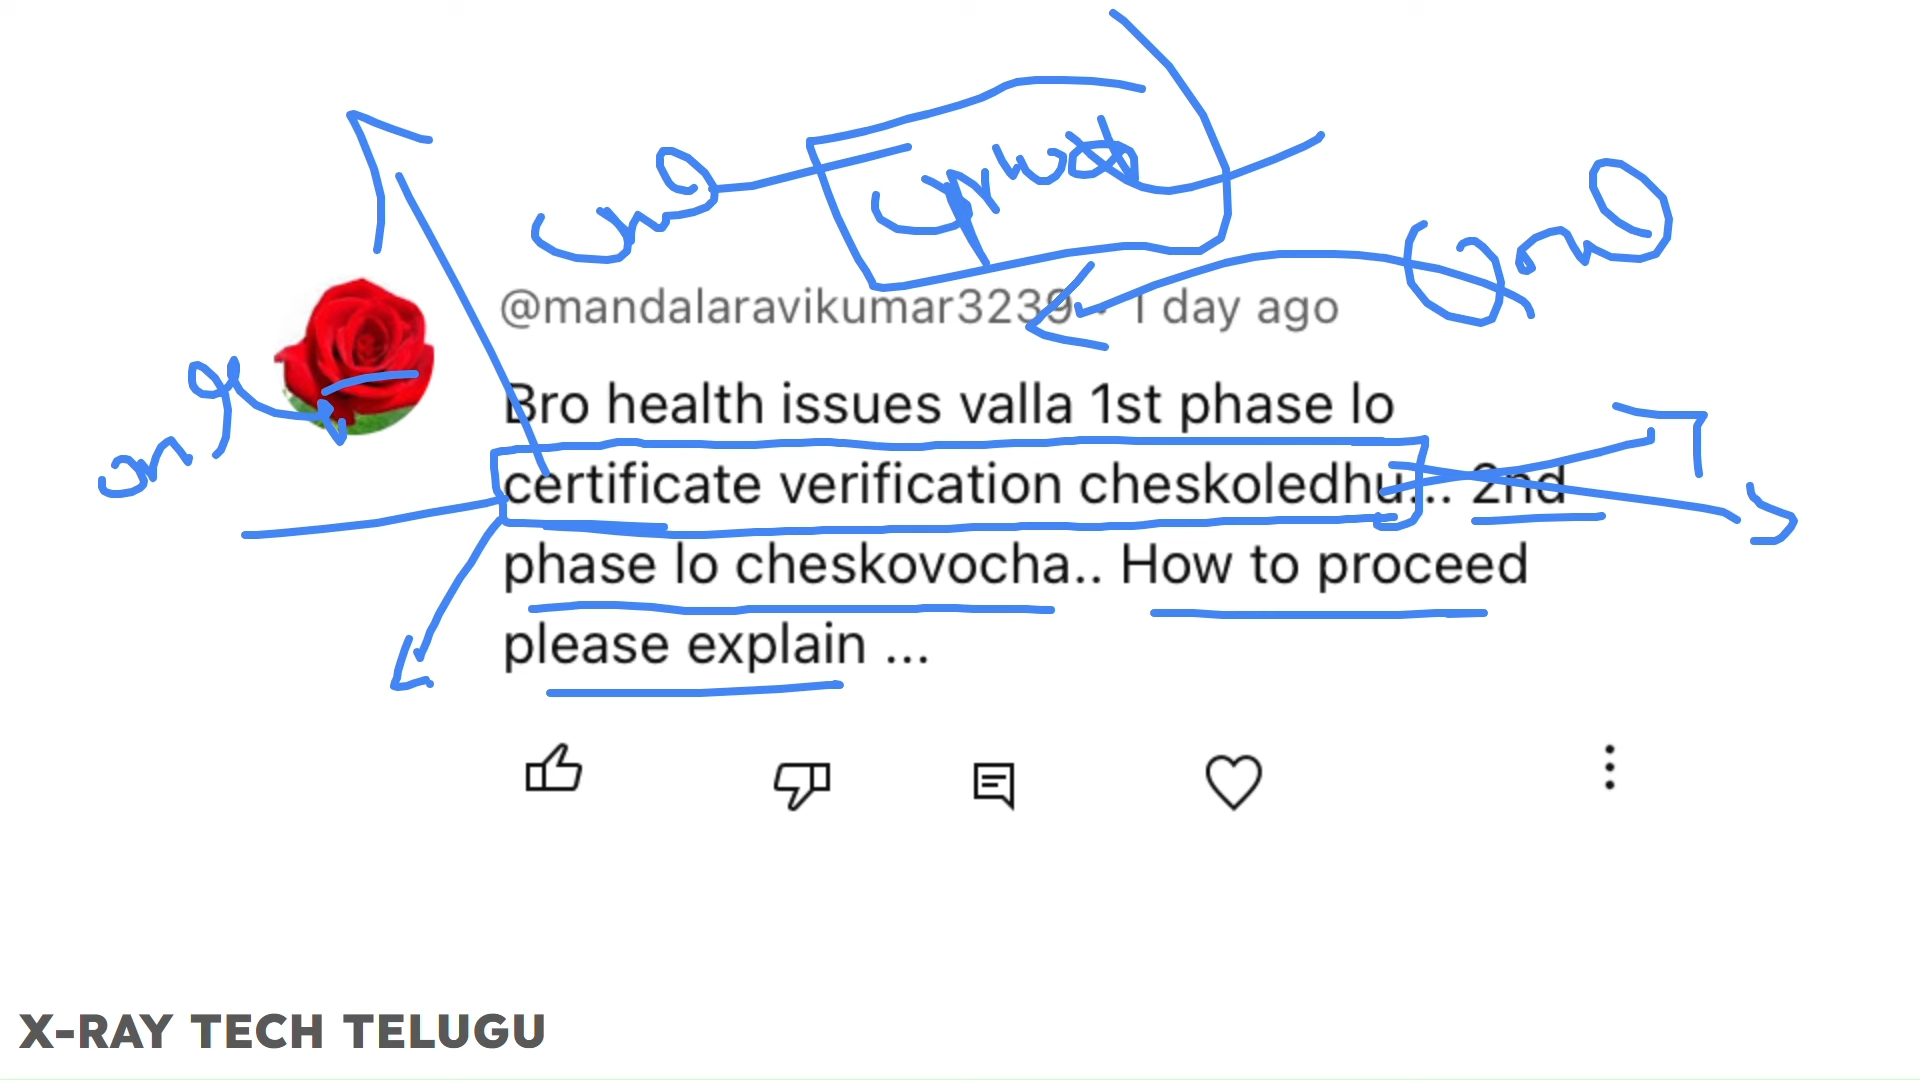 @mandalaravikumar3239 · 1 day ago
Bro health issues valla 1st phase lo
certificate verification cheskoledhu... 2nd
phase lo cheskovocha.. How to proceed
please explain ...
X-RAY TECH TELUGU